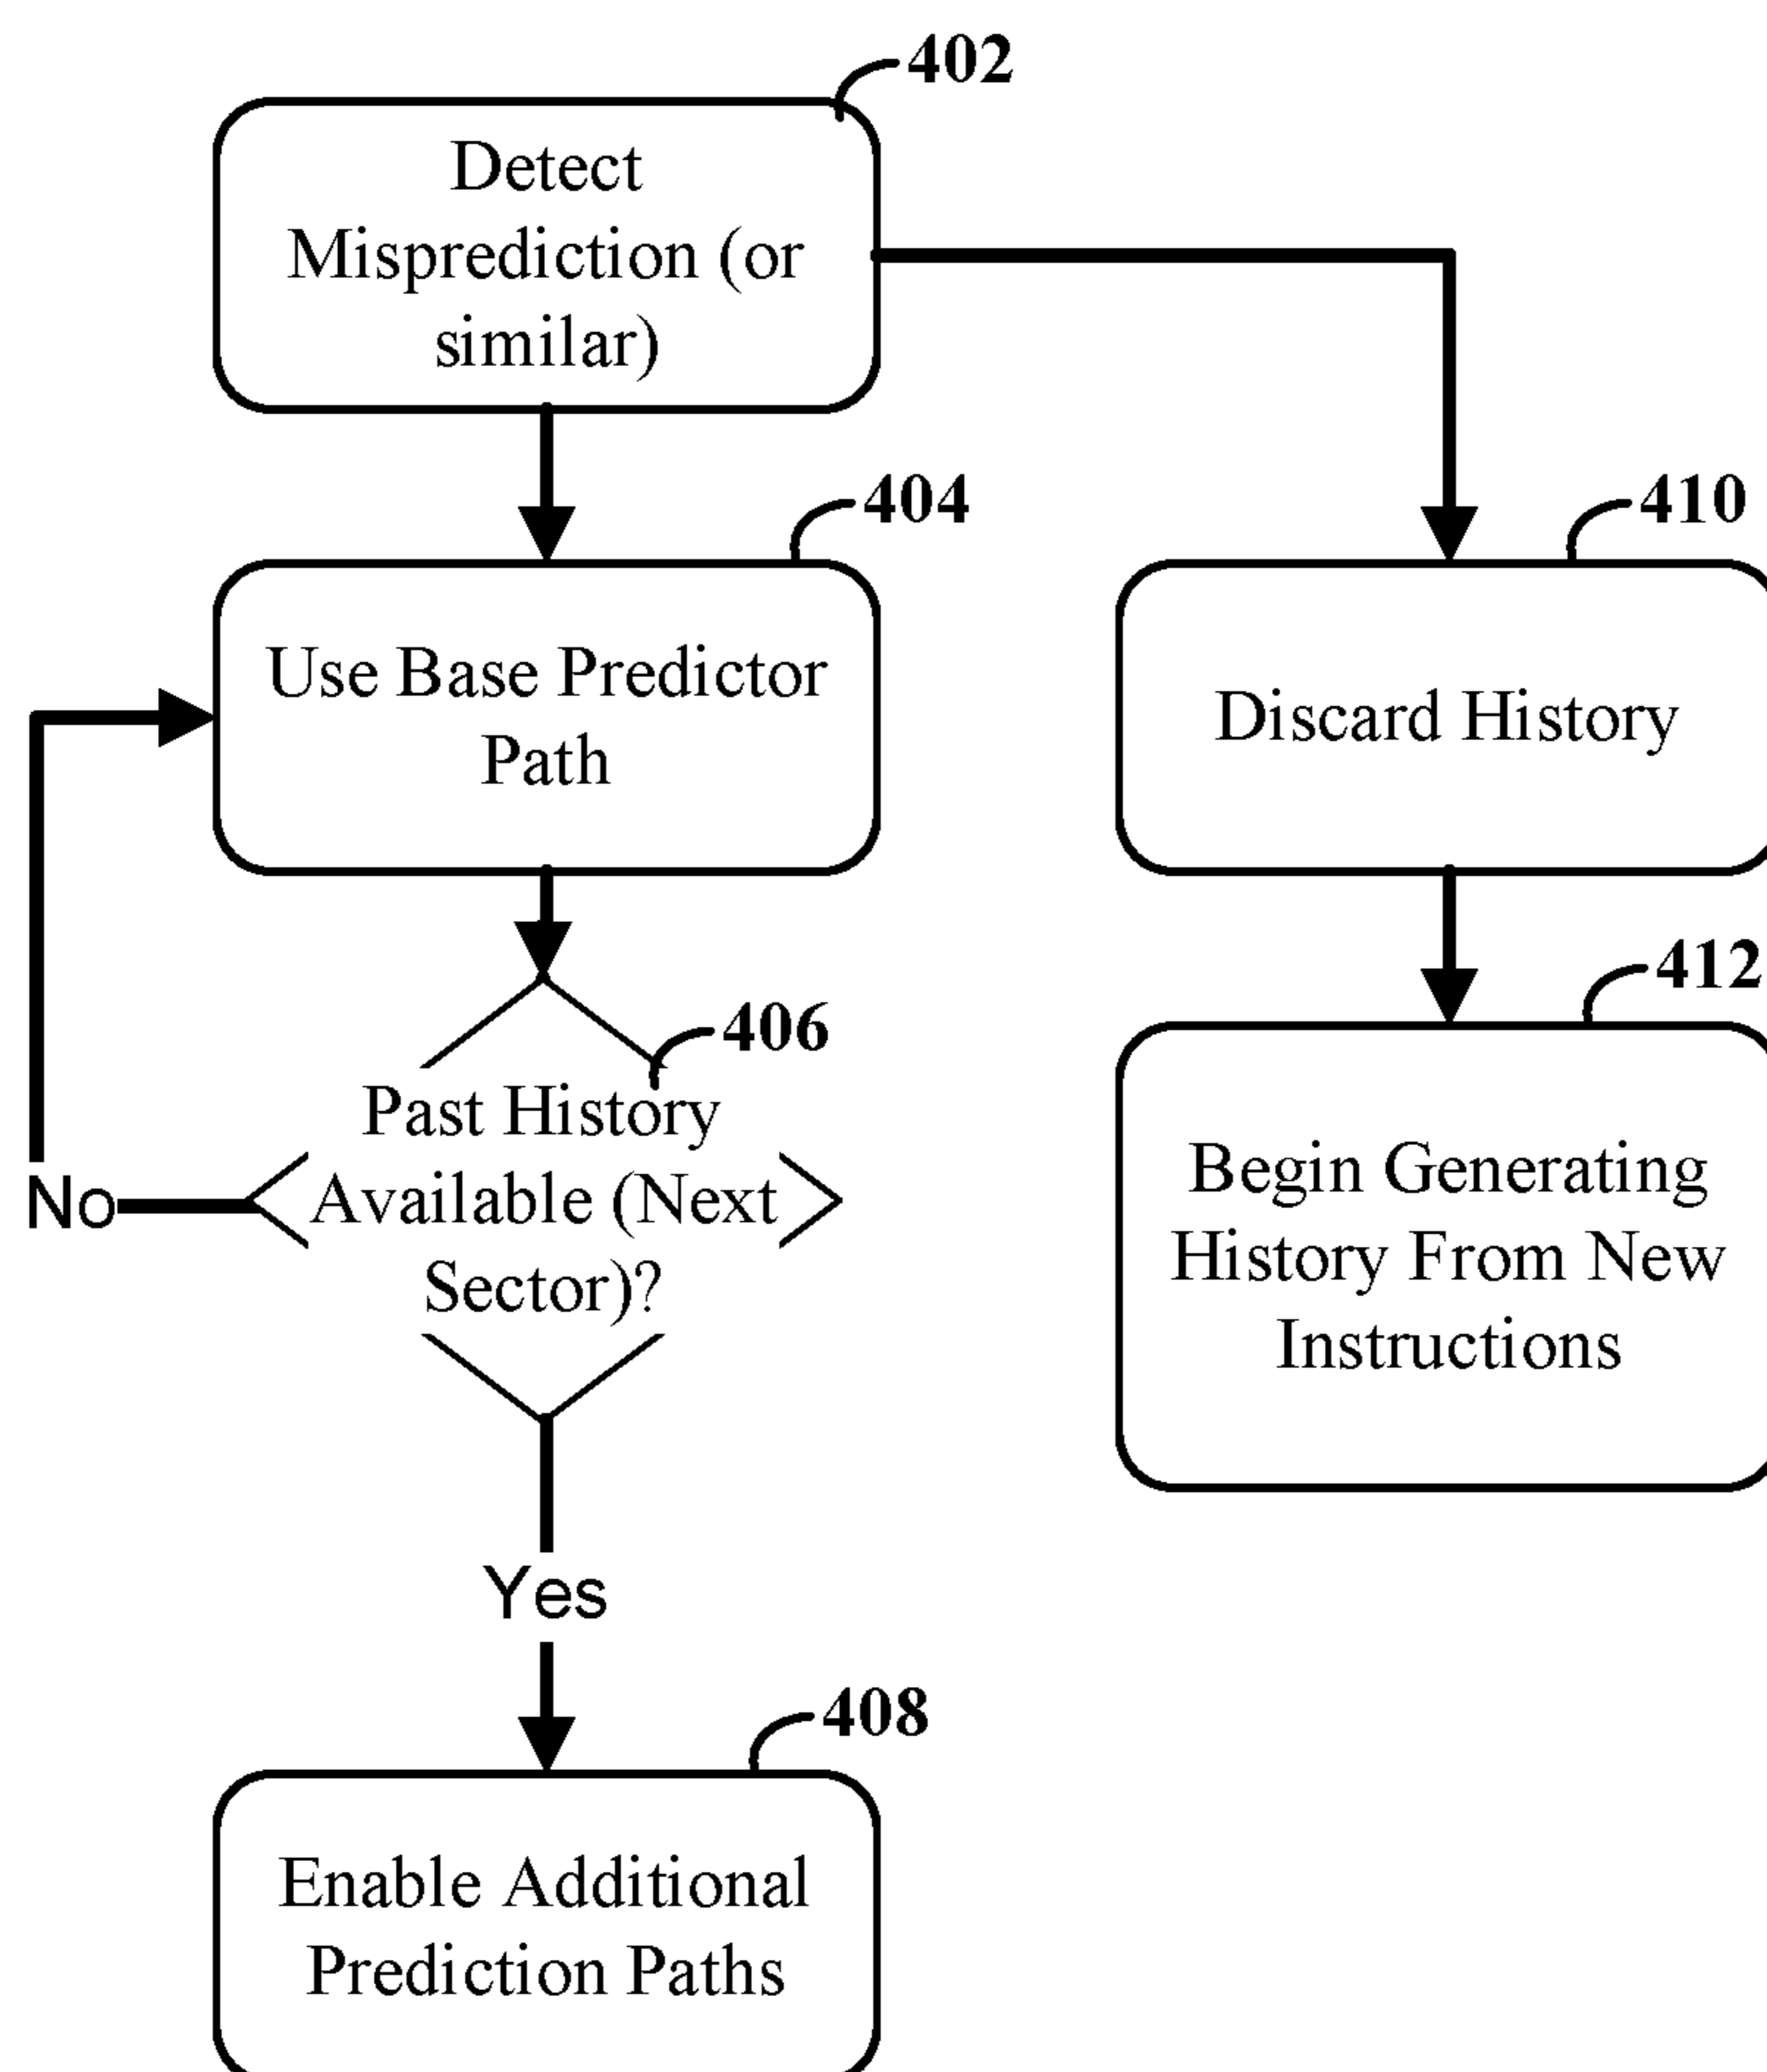 402
Detect
Misprediction (or
similar)
404
Use Base Predictor
Path
406
Past History
Available (Next
Sector)?
No
Yes
408
Enable Additional
Prediction Paths
410
Discard History
412
Begin Generating
History From New
Instructions